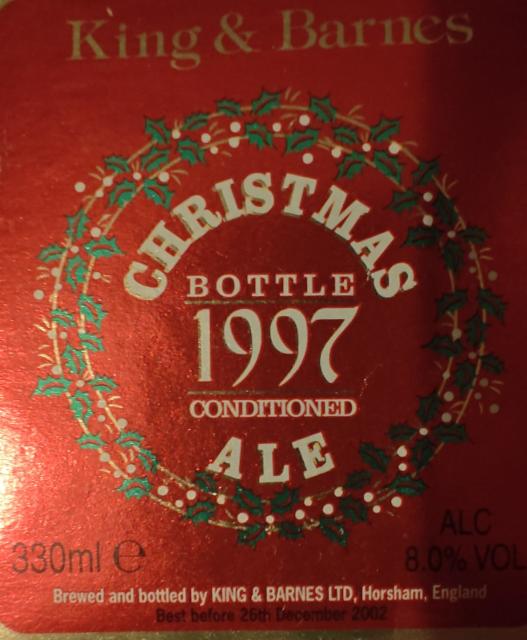 King & Barnes
CHRISTMAS
BOTTLE
1997
CONDITIONED
ALE
330ml ℮
ALC
8.0% VOL
Brewed and bottled by KING & BARNES LTD, Horsham, England
Best before 26th December 2002